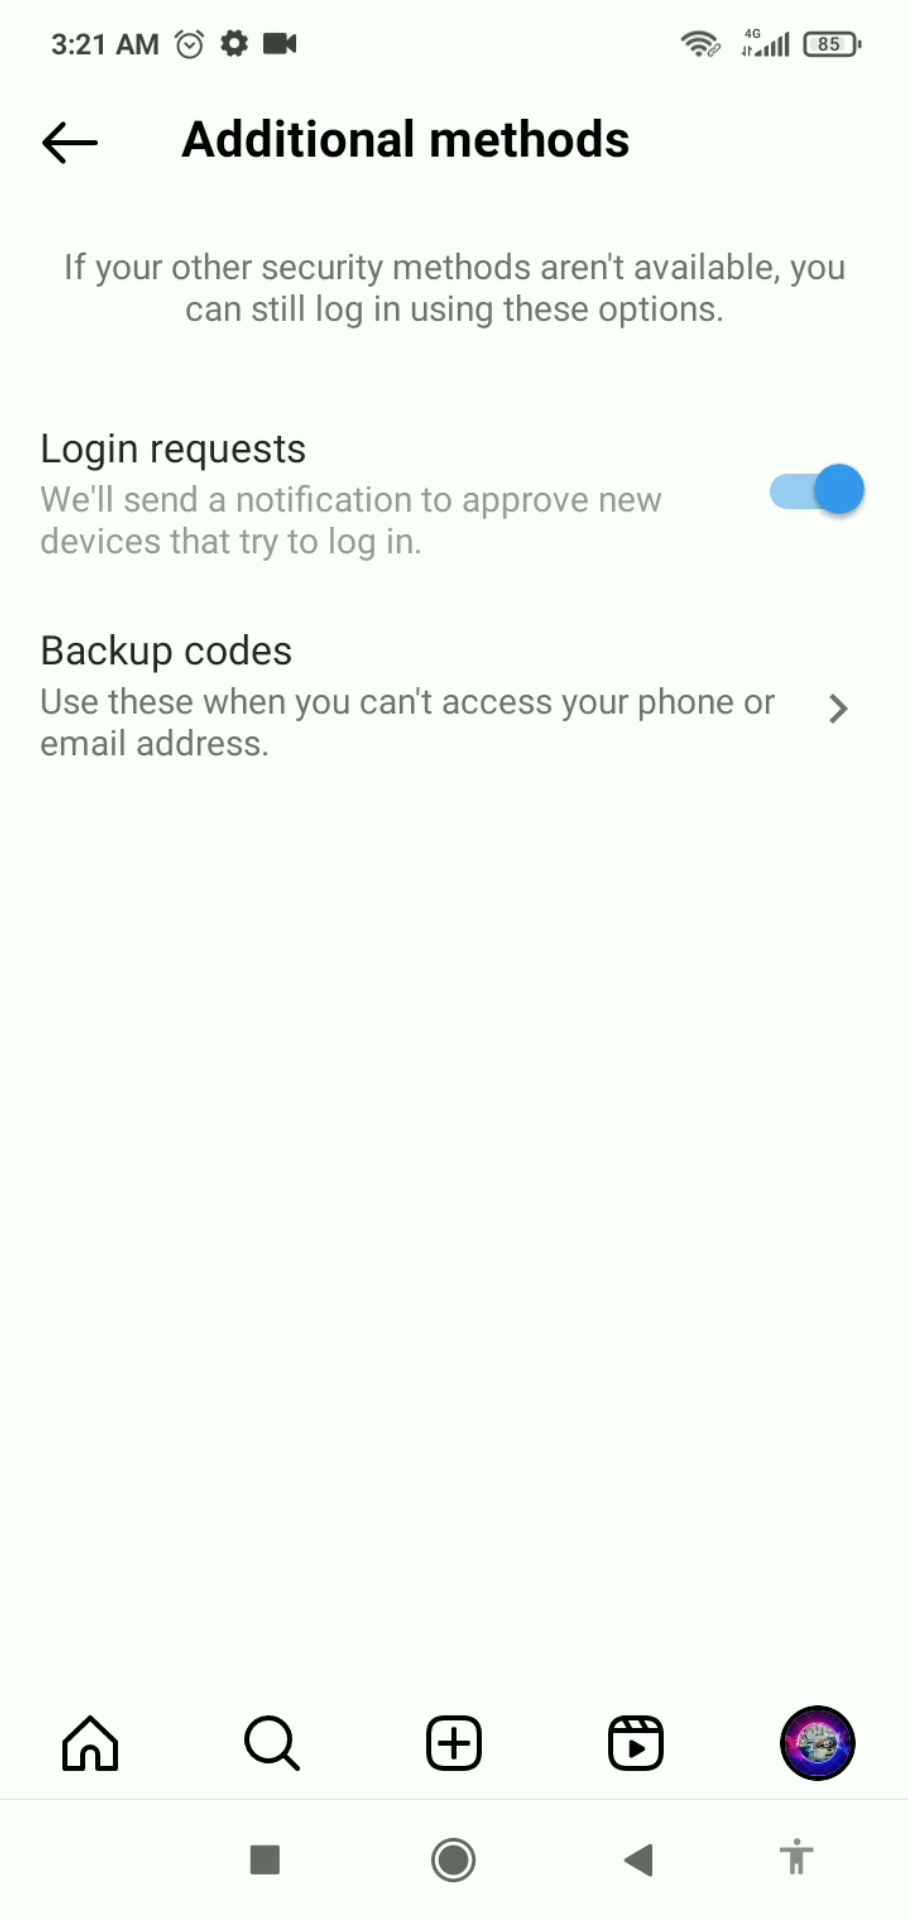 3:21 AM 4G 85
Additional methods
If your other security methods aren't available, you
can still log in using these options.
Login requests
We'll send a notification to approve new
devices that try to log in.
Backup codes
Use these when you can't access your phone or
email address.